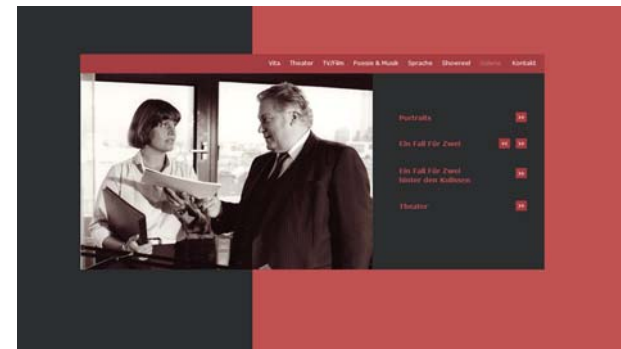 Vita Theater TV/Film Poesie & Musik Sprache Showreel Galerie Kontakt
Portraits
Ein Fall Für Zwei
Ein Fall Für Zwei
hinter den Kulissen
Theater